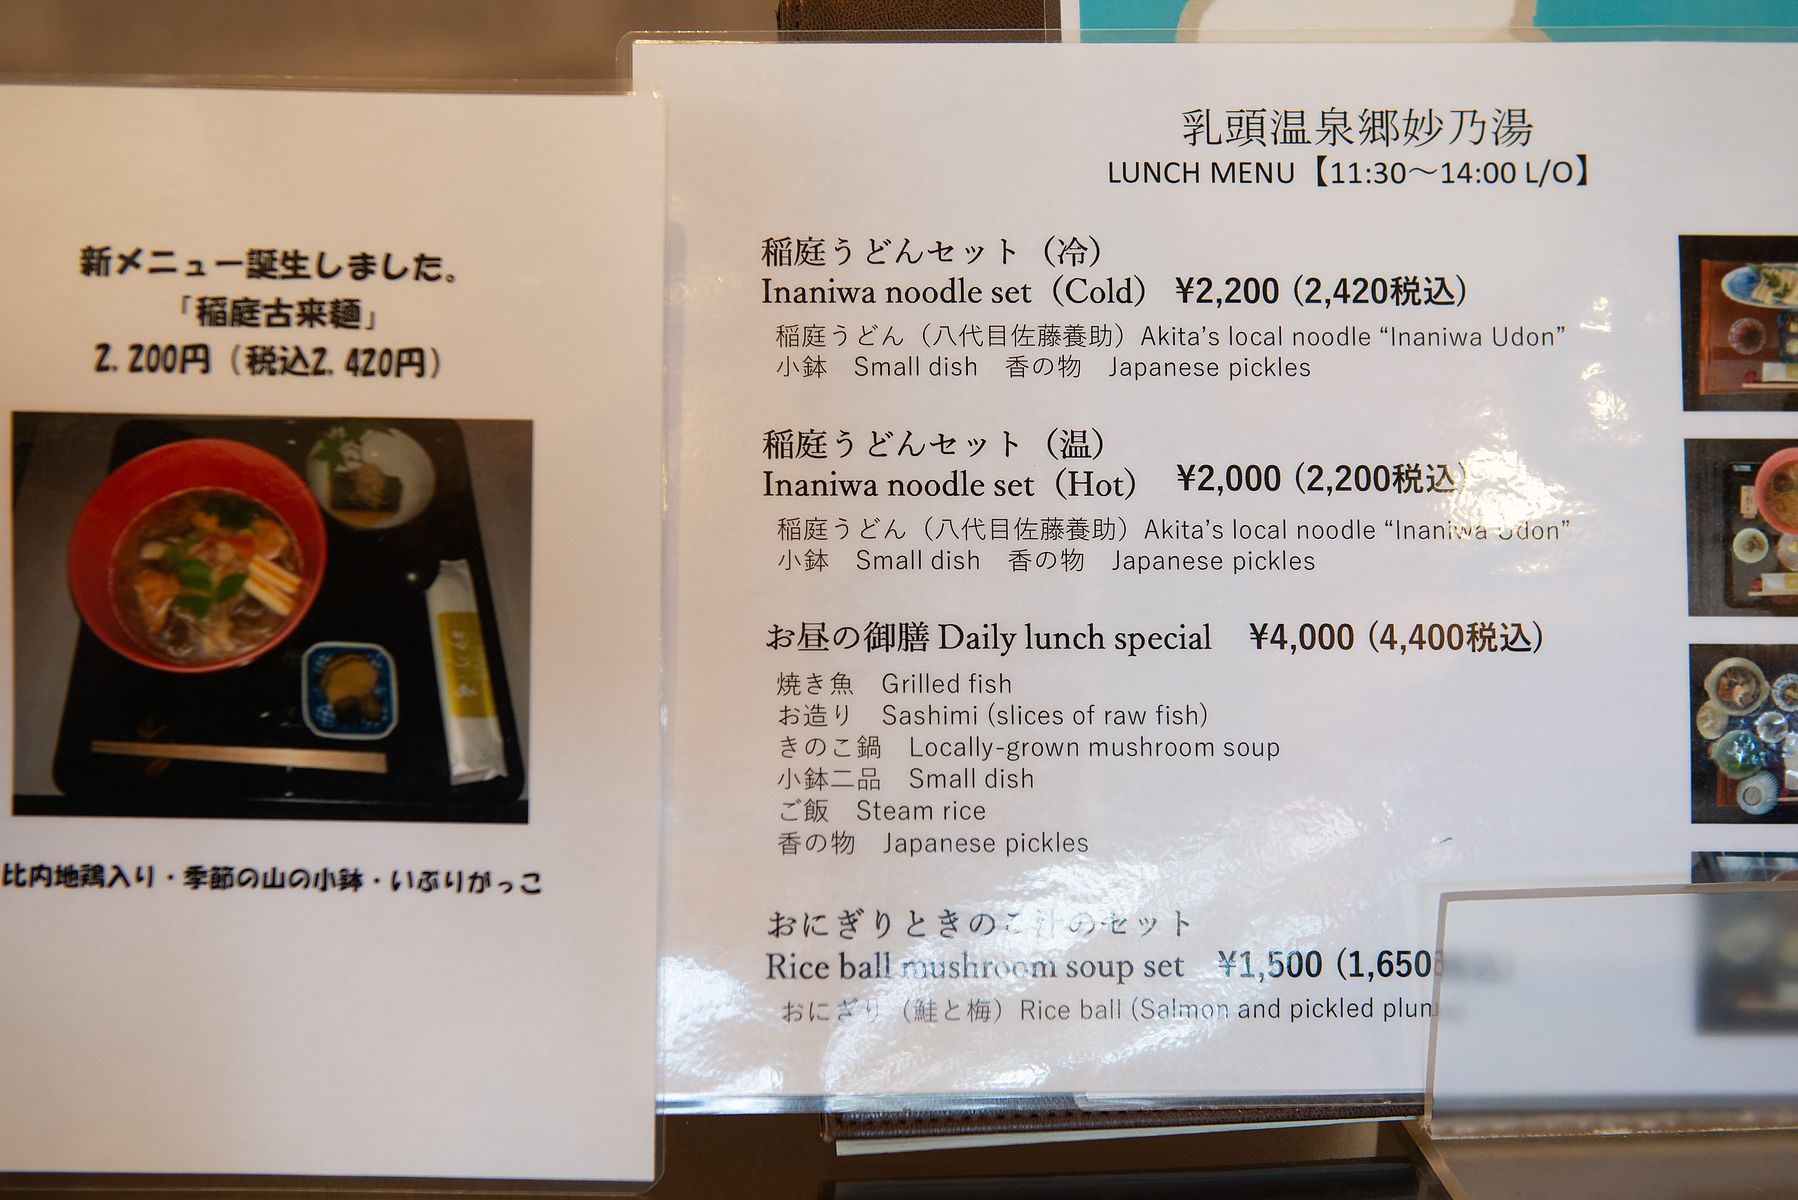 新メニュー誕生しました。
「稲庭古来麺」
2,200円（税込2,420円）
比内地鶏入り・季節の山の小鉢・いぶりがっこ
乳頭温泉郷妙乃湯
LUNCH MENU【11:30～14:00 L/O】
稲庭うどんセット（冷）
Inaniwa noodle set（Cold） ¥2,200 (2,420税込)
稲庭うどん（八代目佐藤養助）Akita’s local noodle “Inaniwa Udon”
小鉢　Small dish　香の物　Japanese pickles
稲庭うどんセット（温）
Inaniwa noodle set（Hot） ¥2,000 (2,200税込)
稲庭うどん（八代目佐藤養助）Akita’s local noodle “Inaniwa Udon”
小鉢　Small dish　香の物　Japanese pickles
お昼の御膳 Daily lunch special　¥4,000 (4,400税込)
焼き魚　Grilled fish
お造り　Sashimi (slices of raw fish)
きのこ鍋　Locally-grown mushroom soup
小鉢二品　Small dish
ご飯　Steam rice
香の物　Japanese pickles
おにぎりときのこ汁のセット
Rice ball mushroom soup set　¥1,500 (1,650
おにぎり（鮭と梅）Rice ball (Salmon and pickled plum